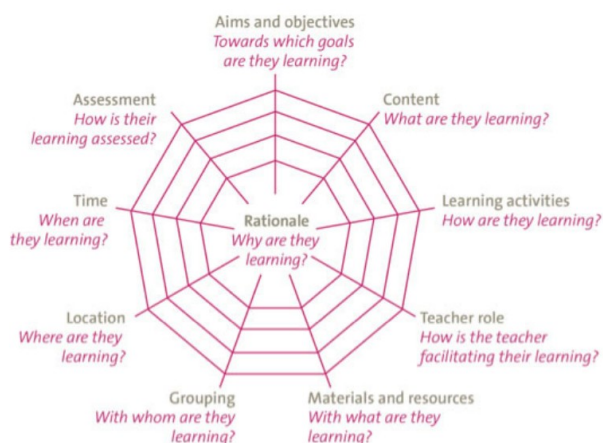 Aims and objectives
Towards which goals
are they learning?
Content
What are they learning?
Learning activities
How are they learning?
Teacher role
How is the teacher
facilitating their learning?
Materials and resources
With what are they
learning?
Grouping
With whom are they
learning?
Location
Where are they
learning?
Time
When are
they learning?
Assessment
How is their
learning assessed?
Rationale
Why are they
learning?